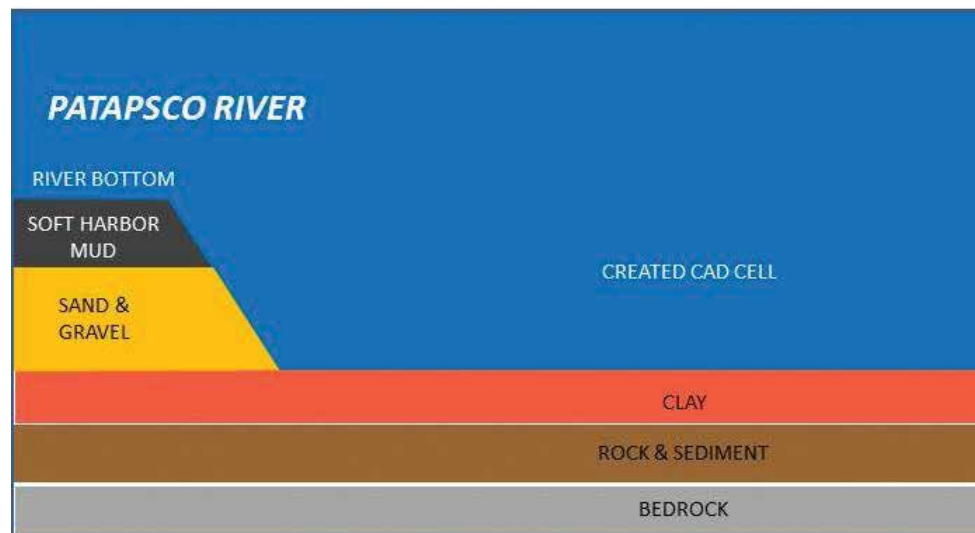 PATAPSCO RIVER
RIVER BOTTOM
SOFT HARBOR
MUD
CREATED CAD CELL
SAND &
GRAVEL
CLAY
ROCK & SEDIMENT
BEDROCK